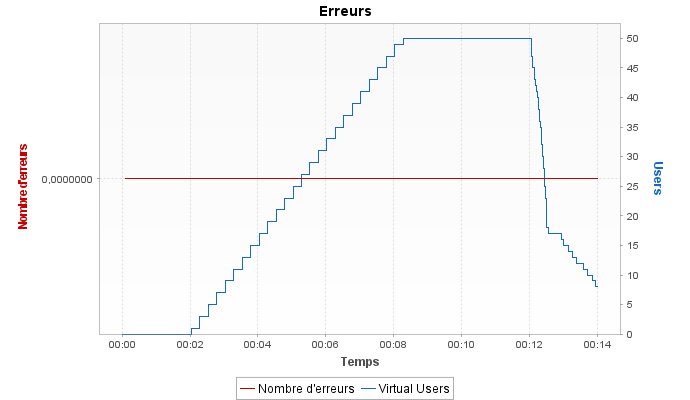 Erreurs
Nombre d'erreurs
0,0000000
50
45
40
35
30
25
20
15
10
5
0
Users
00:00 00:02 00:04 00:06 00:08 00:10 00:12 00:14
Temps
Nombre d'erreurs Virtual Users